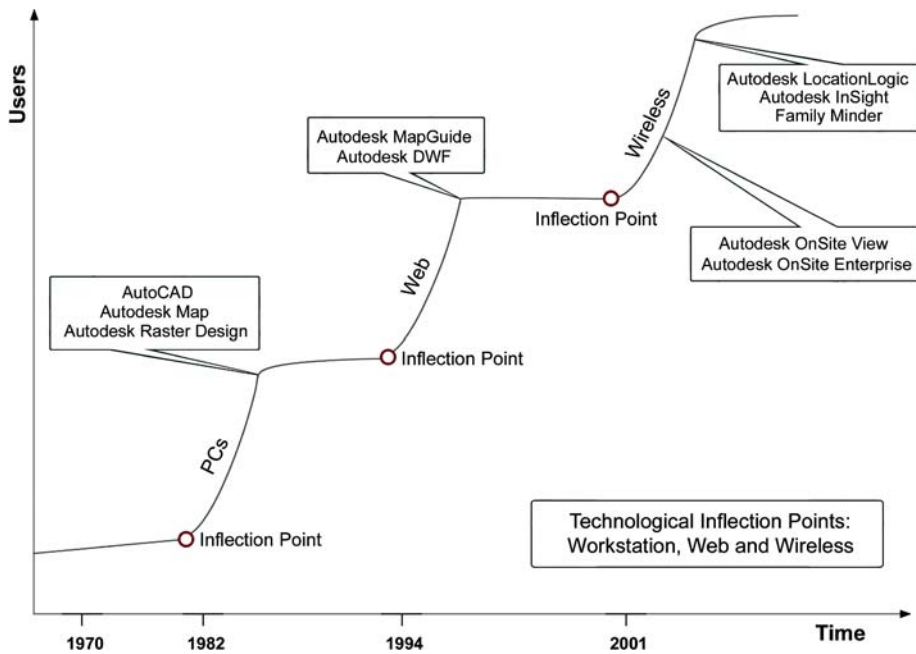 Users
Autodesk LocationLogic
Autodesk InSight
Family Minder
Wireless
Autodesk MapGuide
Autodesk DWF
Inflection Point
Autodesk OnSite View
Autodesk OnSite Enterprise
Web
AutoCAD
Autodesk Map
Autodesk Raster Design
Inflection Point
PCs
Inflection Point
Technological Inflection Points:
Workstation, Web and Wireless
1970
1982
1994
2001
Time